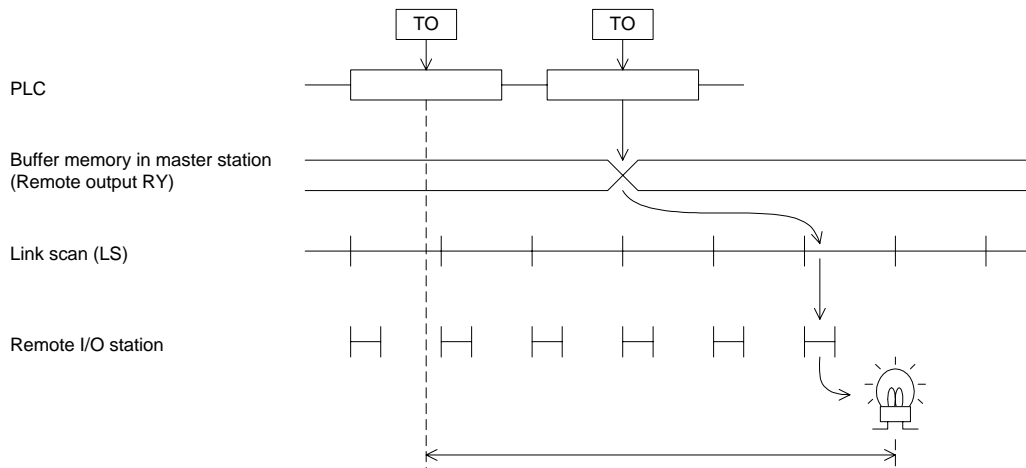 TO
TO
PLC
Buffer memory in master station
(Remote output RY)
Link scan (LS)
Remote I/O station